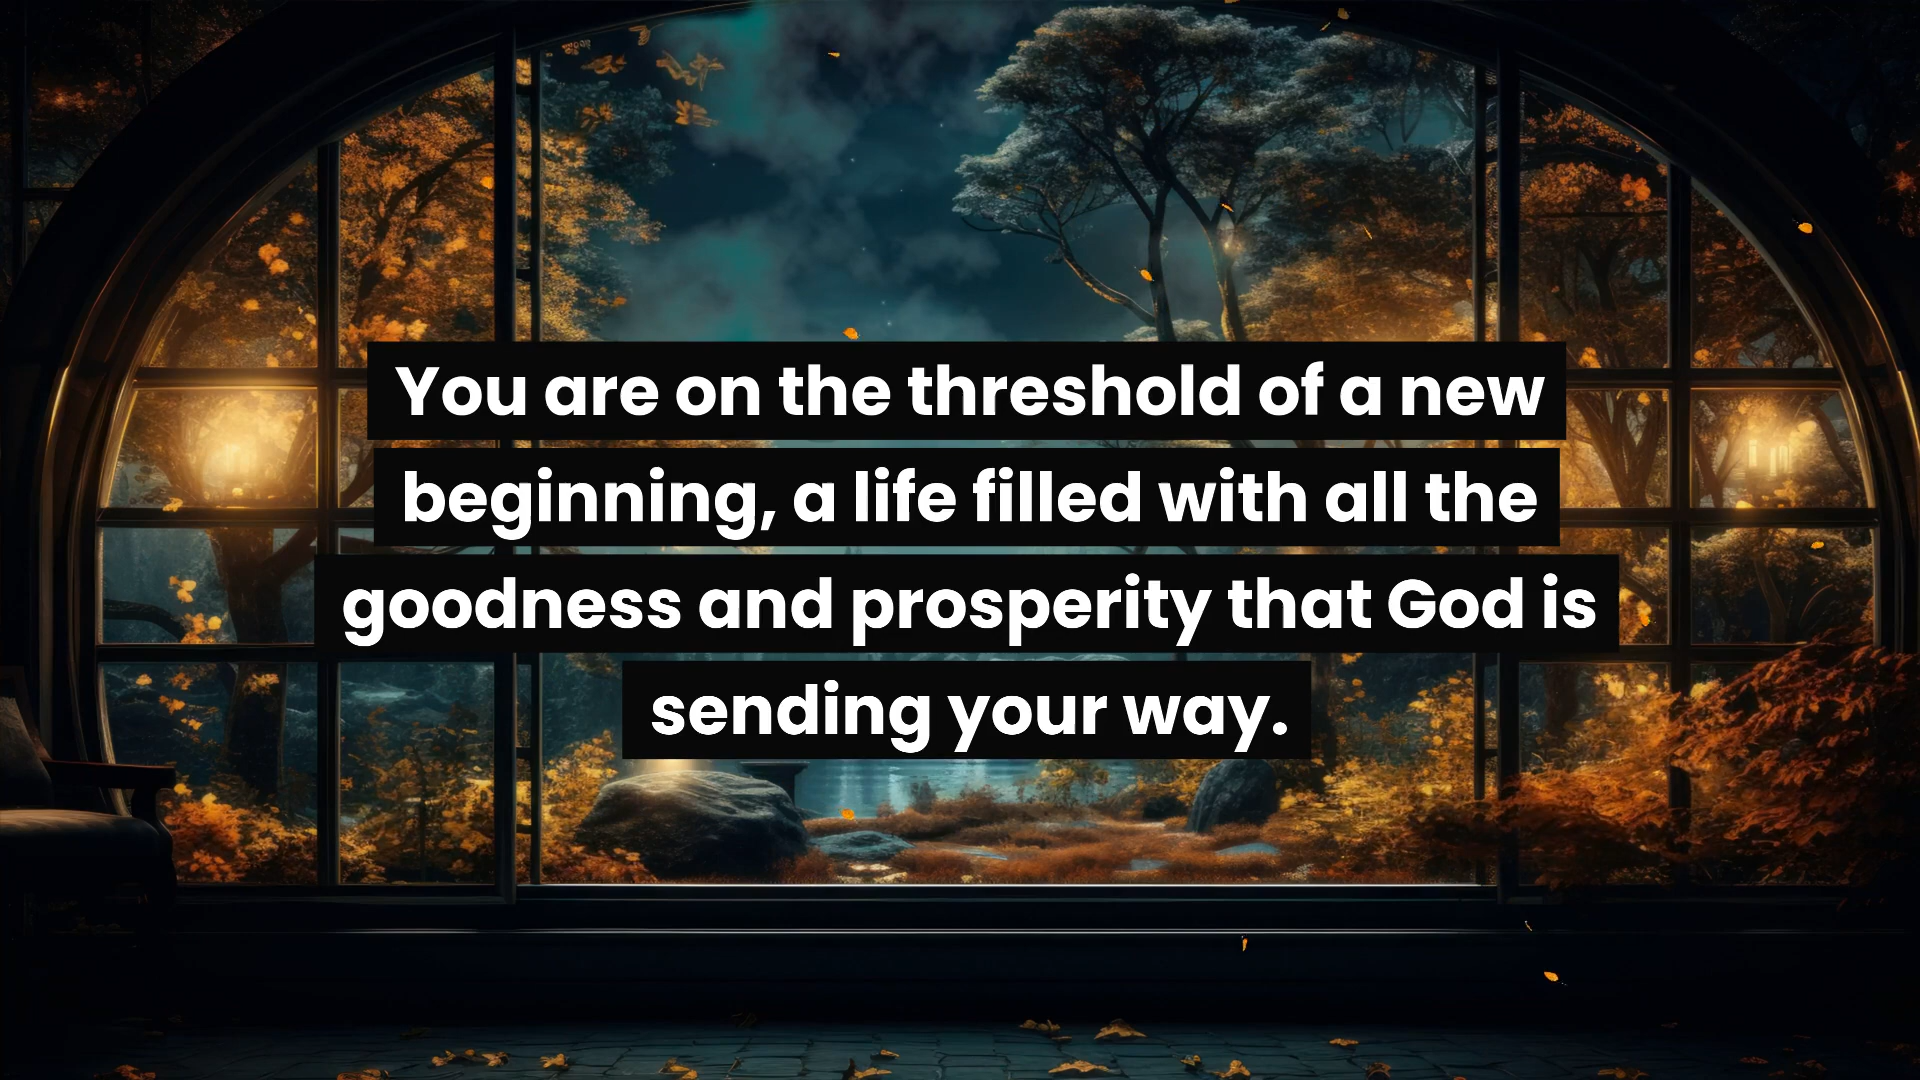 You are on the threshold of a new
beginning, a life filled with all the
goodness and prosperity that God is
sending your way.